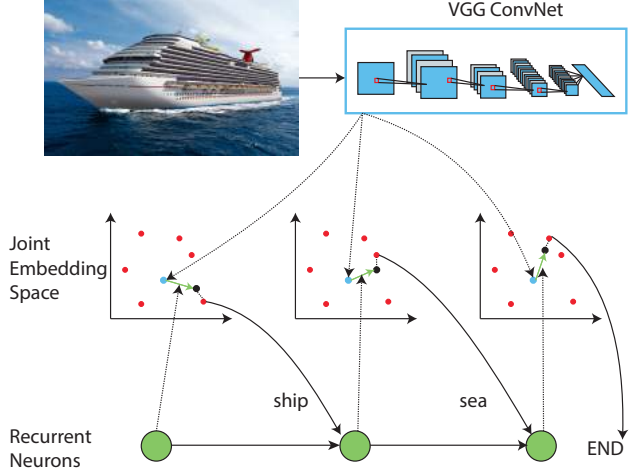 VGG ConvNet
Joint
Embedding
Space
ship
sea
Recurrent
Neurons
END